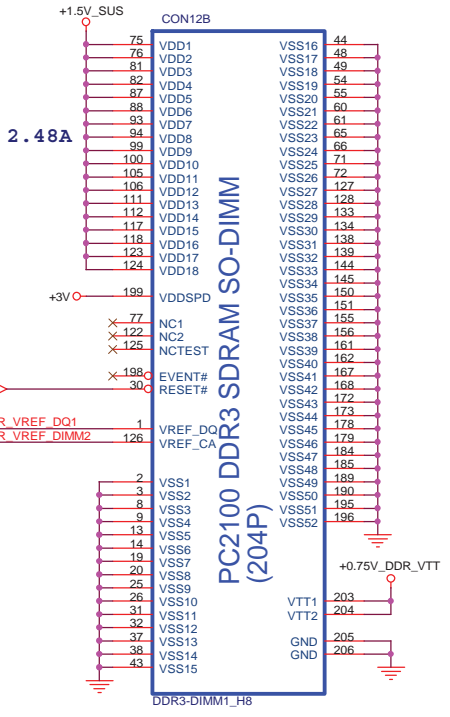 +1.5V_SUS
CON12B
2.48A
75 VDD1
76 VDD2
81 VDD3
82 VDD4
87 VDD5
88 VDD6
93 VDD7
94 VDD8
99 VDD9
100 VDD10
105 VDD11
106 VDD12
111 VDD13
112 VDD14
117 VDD15
118 VDD16
123 VDD17
124 VDD18
+3V 199 VDDSPD
77 NC1
122 NC2
125 NCTEST
198 EVENT#
30 RESET#
R_VREF_DQ1 1 VREF_DQ
R_VREF_DIMM2 126 VREF_CA
2 VSS1
3 VSS2
8 VSS3
9 VSS4
13 VSS5
14 VSS6
19 VSS7
20 VSS8
25 VSS9
26 VSS10
31 VSS11
32 VSS12
37 VSS13
38 VSS14
43 VSS15
PC2100 DDR3 SDRAM SO-DIMM
(204P)
VSS16 44
VSS17 48
VSS18 49
VSS19 54
VSS20 55
VSS21 60
VSS22 61
VSS23 65
VSS24 66
VSS25 71
VSS26 72
VSS27 127
VSS28 128
VSS29 133
VSS30 134
VSS31 138
VSS32 139
VSS33 144
VSS34 145
VSS35 150
VSS36 151
VSS37 155
VSS38 156
VSS39 161
VSS40 162
VSS41 167
VSS42 168
VSS43 172
VSS44 173
VSS45 178
VSS46 179
VSS47 184
VSS48 185
VSS49 189
VSS50 190
VSS51 195
VSS52 196
+0.75V_DDR_VTT
VTT1 203
VTT2 204
GND 205
GND 206
DDR3-DIMM1_H8